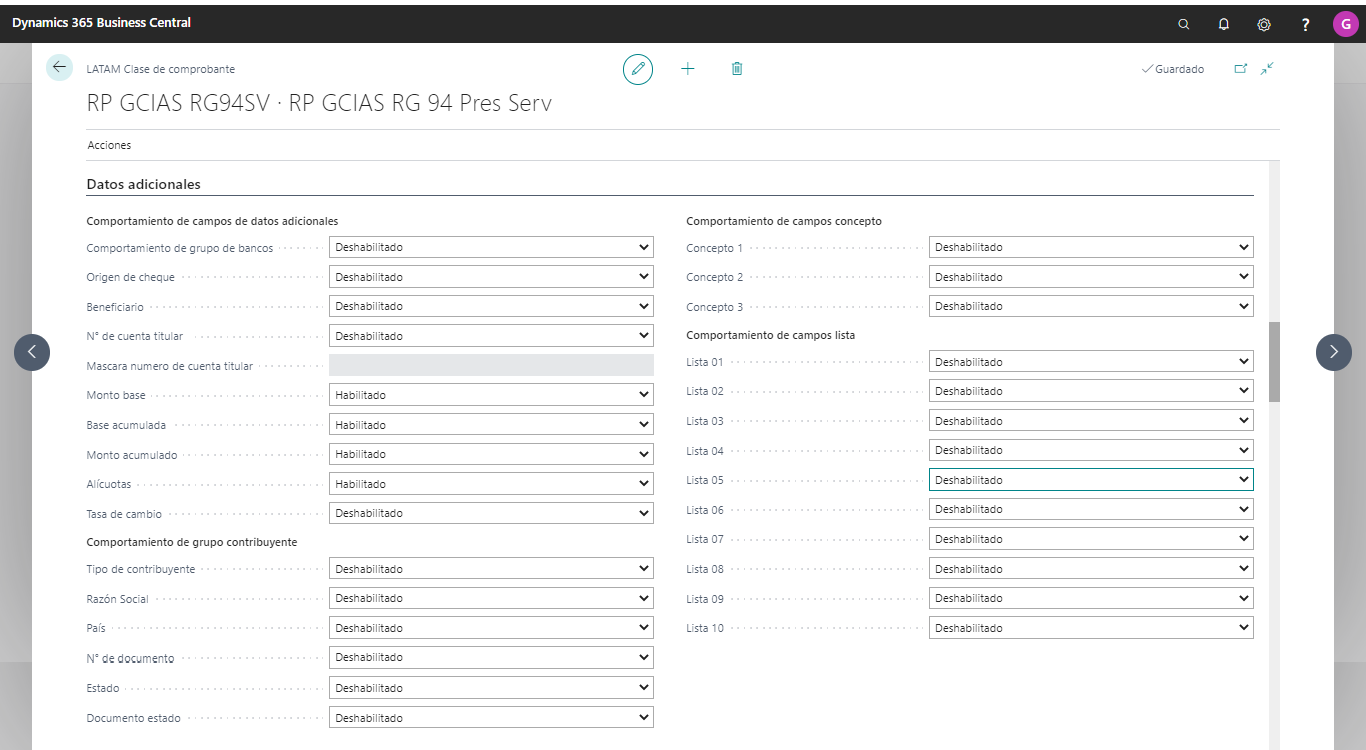 Dynamics 365 Business Central
?
G
LATAM Clase de comprobante
Guardado
RP GCIAS RG94SV · RP GCIAS RG 94 Pres Serv
Acciones
Datos adicionales
Comportamiento de campos de datos adicionales
Comportamiento de grupo de bancos Deshabilitado
Origen de cheque Deshabilitado
Beneficiario Deshabilitado
N° de cuenta titular Deshabilitado
Mascara numero de cuenta titular
Monto base Habilitado
Base acumulada Habilitado
Monto acumulado Habilitado
Alícuotas Habilitado
Tasa de cambio Deshabilitado
Comportamiento de grupo contribuyente
Tipo de contribuyente Deshabilitado
Razón Social Deshabilitado
País Deshabilitado
N° de documento Deshabilitado
Estado Deshabilitado
Documento estado Deshabilitado
Comportamiento de campos concepto
Concepto 1 Deshabilitado
Concepto 2 Deshabilitado
Concepto 3 Deshabilitado
Comportamiento de campos lista
Lista 01 Deshabilitado
Lista 02 Deshabilitado
Lista 03 Deshabilitado
Lista 04 Deshabilitado
Lista 05 Deshabilitado
Lista 06 Deshabilitado
Lista 07 Deshabilitado
Lista 08 Deshabilitado
Lista 09 Deshabilitado
Lista 10 Deshabilitado